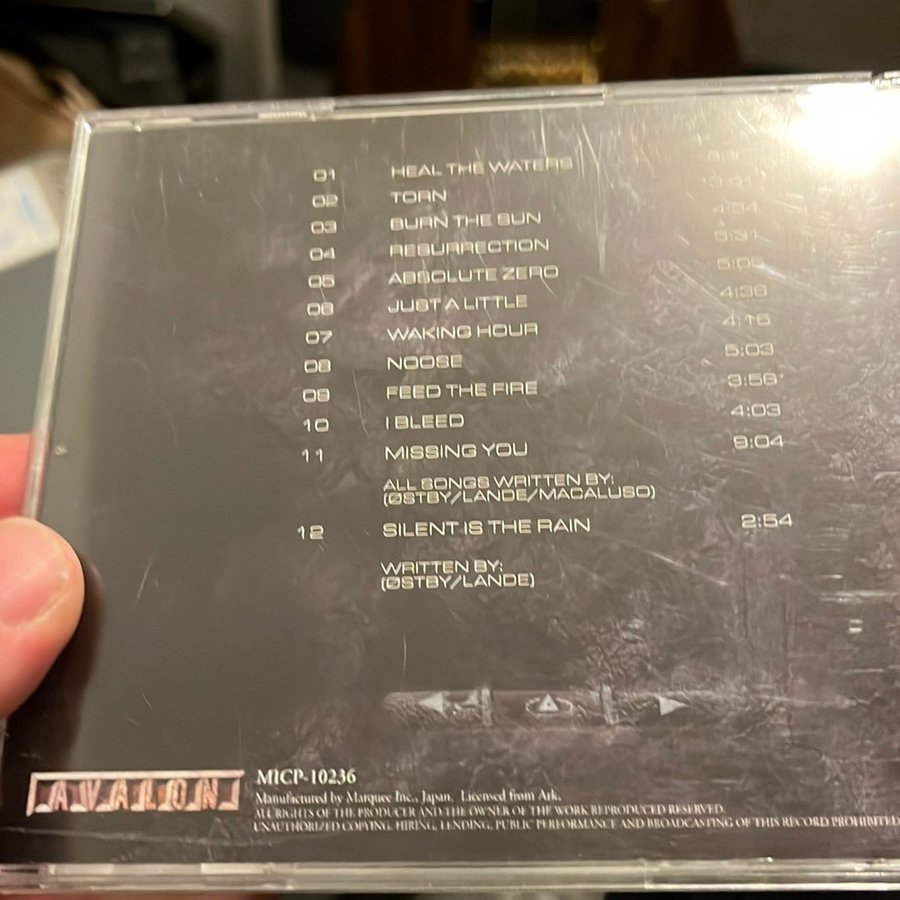 01 HEAL THE WATERS
02 TORN
03 BURN THE SUN 4:34
04 RESURRECTION 5:31
05 ABSOLUTE ZERO 5:00
06 JUST A LITTLE 4:36
07 WAKING HOUR 4:15
08 NOOSE 5:03
09 FEED THE FIRE 3:56
10 I BLEED 4:03
11 MISSING YOU 9:04
ALL SONGS WRITTEN BY:
(ØSTBY/LANDE/MACALUSO)
12 SILENT IS THE RAIN 2:54
WRITTEN BY:
(ØSTBY/LANDE)
AVALON
MICP-10236
Manufactured by Marquee Inc., Japan. Licensed from Ark.
ALL RIGHTS OF THE PRODUCER AND THE OWNER OF THE WORK REPRODUCED RESERVED.
UNAUTHORIZED COPYING, HIRING, LENDING, PUBLIC PERFORMANCE AND BROADCASTING OF THIS RECORD PROHIBITED